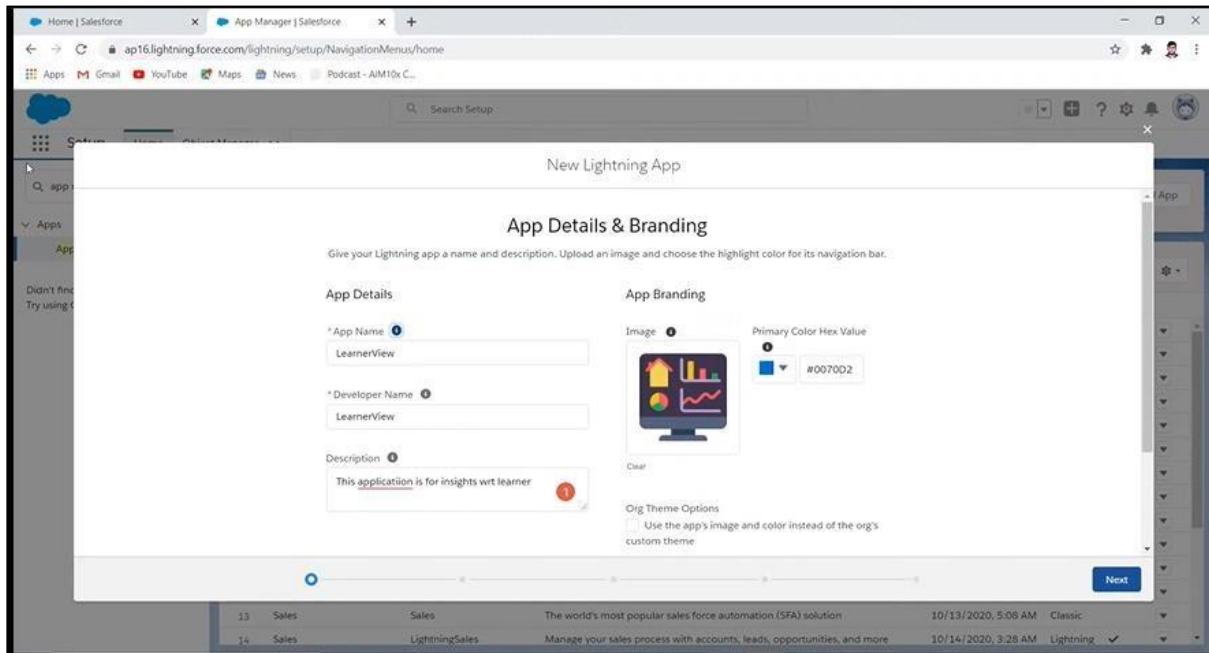 Home | Salesforce
App Manager | Salesforce
ap16.lightning.force.com/lightning/setup/NavigationMenus/home
Apps Gmail YouTube Maps News Podcast - AIM10x C...
Search Setup
Setup Home Object Manager
New Lightning App
app
App
Apps
App
App Details & Branding
Give your Lightning app a name and description. Upload an image and choose the highlight color for its navigation bar.
Didn't find
Try using
App Details
App Branding
* App Name
Image
Primary Color Hex Value
LearnerView
#0070D2
* Developer Name
LearnerView
Description
Clear
This applicatiion is for insights wrt learner
1
Org Theme Options
Use the app's image and color instead of the org's
custom theme
Next
13 Sales Sales The world's most popular sales force automation (SFA) solution 10/13/2020, 5:08 AM Classic
14 Sales LightningSales Manage your sales process with accounts, leads, opportunities, and more 10/14/2020, 3:28 AM Lightning